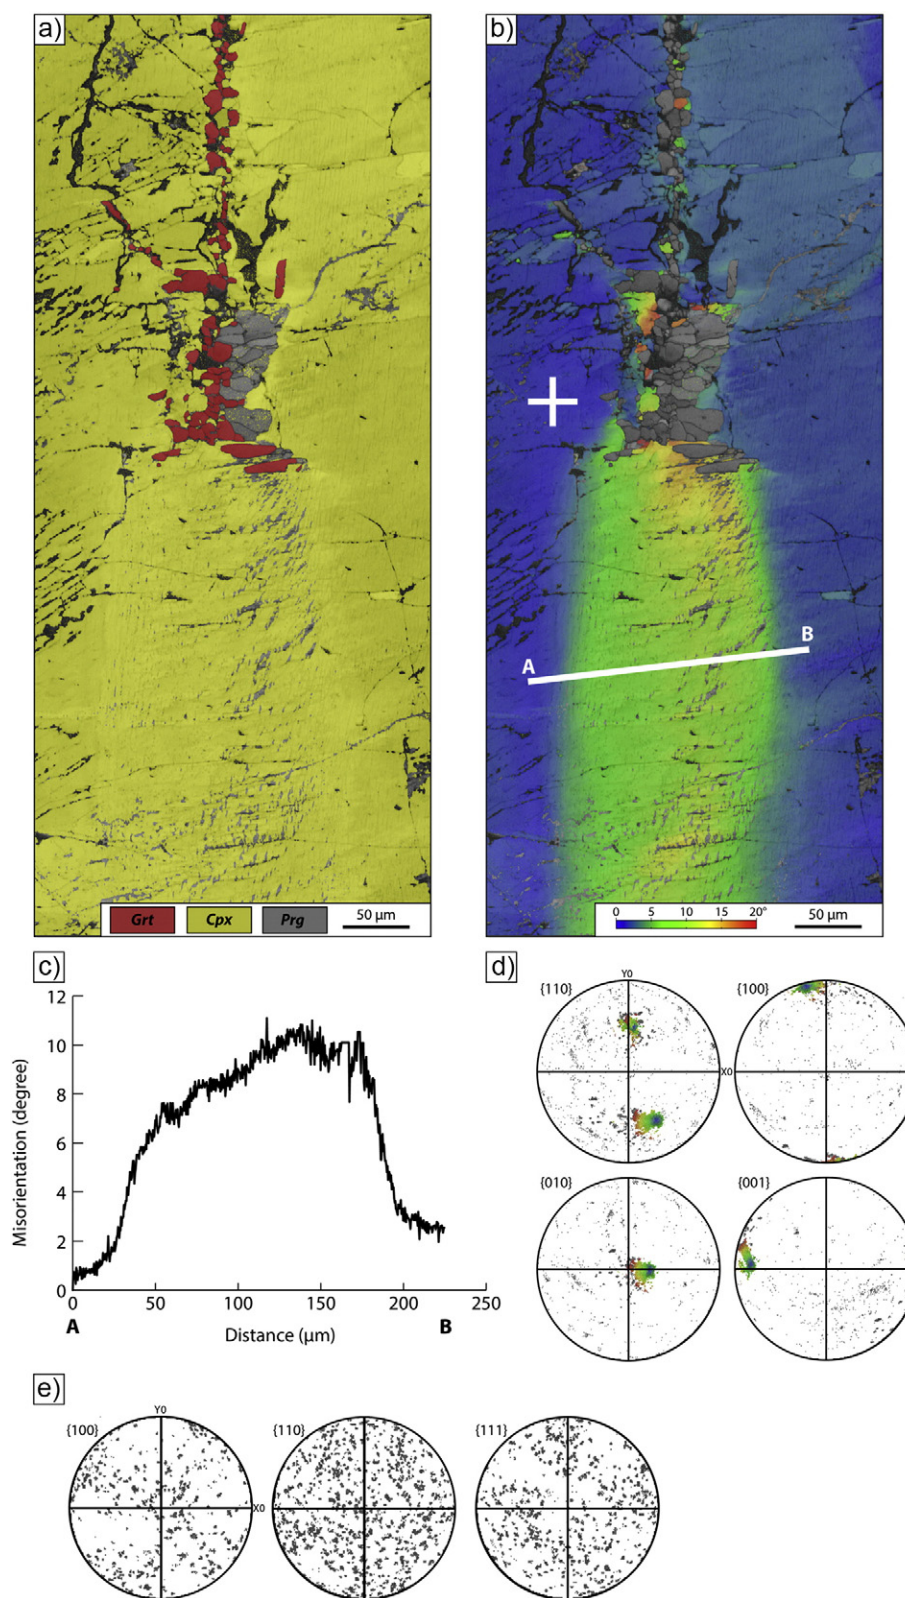 a)
Grt Cpx Prg 50 µm
b)
A
B
0 5 10 15 20° 50 µm
c)
Misorientation (degree)
12
10
8
6
4
2
0
0 50 100 150 200 250
A B
Distance (µm)
d)
{110} Y0 {100}
X0
{010} {001}
e)
{100} Y0 {110} {111}
X0